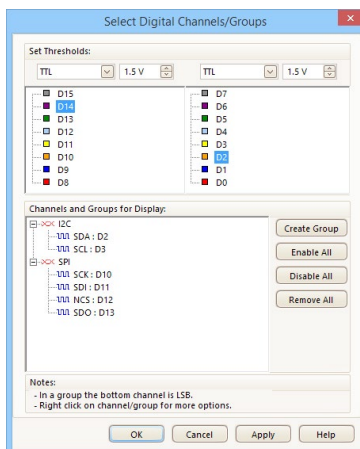 Select Digital Channels/Groups
Set Thresholds:
TTL 1.5 V TTL 1.5 V
D15
D14
D13
D12
D11
D10
D9
D8
D7
D6
D5
D4
D3
D2
D1
D0
Channels and Groups for Display:
I2C
SDA : D2
SCL : D3
SPI
SCK : D10
SDI : D11
NCS : D12
SDO : D13
Create Group
Enable All
Disable All
Remove All
Notes:
- In a group the bottom channel is LSB.
- Right click on channel/group for more options.
OK Cancel Apply Help